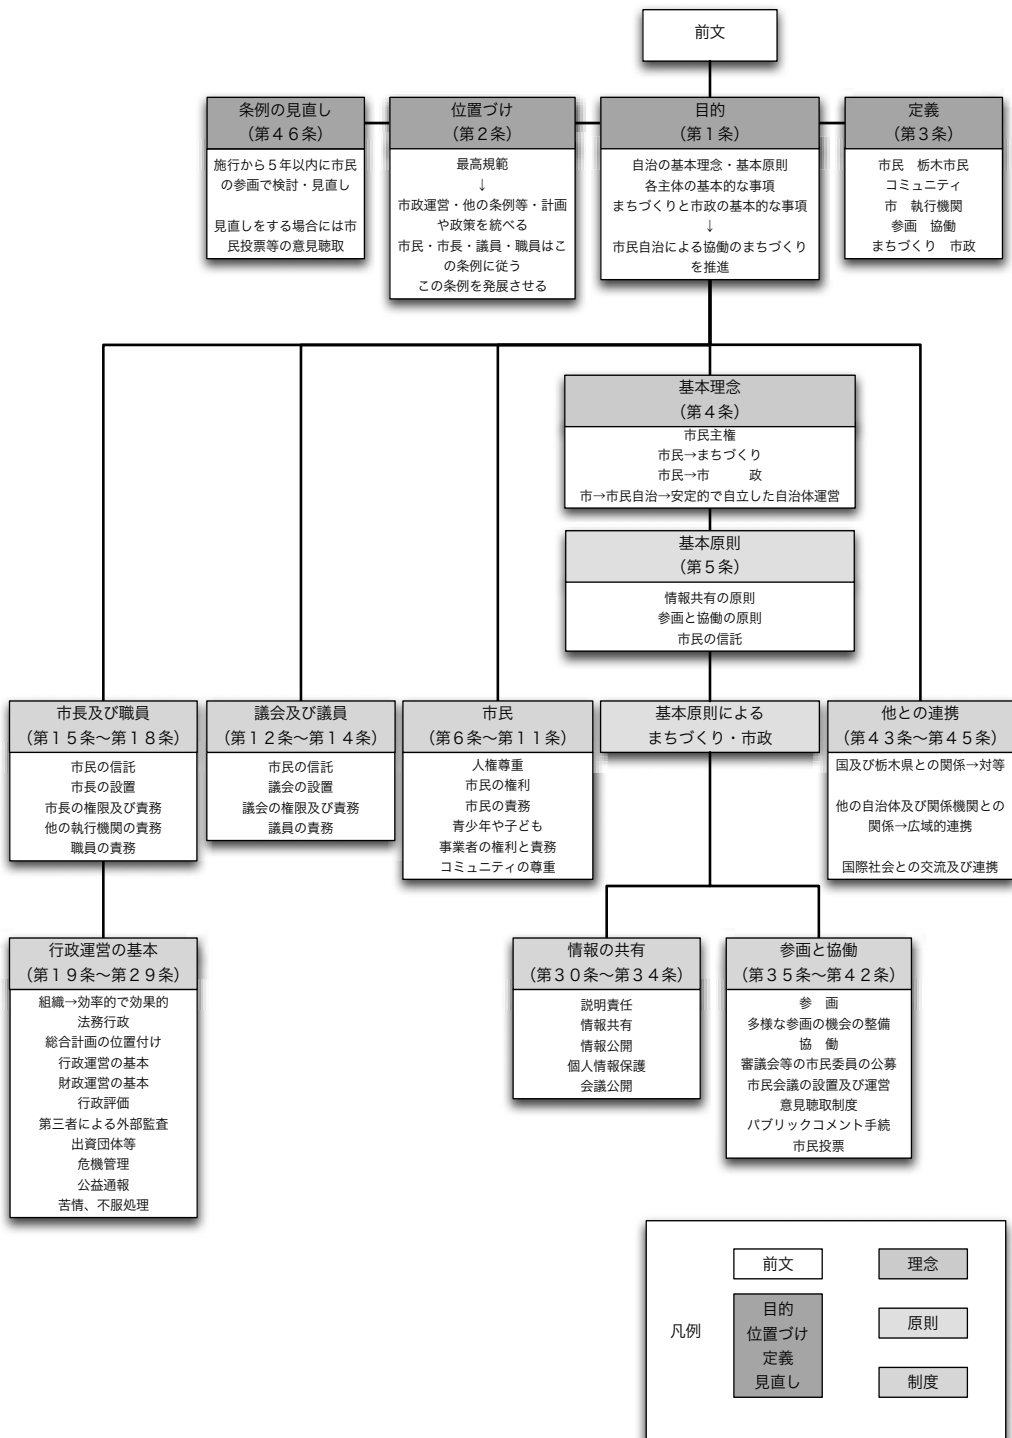 前文
条例の見直し
（第４６条）
施行から５年以内に市民
の参画で検討・見直し
見直しをする場合には市
民投票等の意見聴取
位置づけ
（第２条）
最高規範
↓
市政運営・他の条例等・計画
や政策を統べる
市民・市長・議員・職員はこ
の条例に従う
この条例を発展させる
目的
（第１条）
自治の基本理念・基本原則
各主体の基本的な事項
まちづくりと市政の基本的な事項
↓
市民自治による協働のまちづくり
を推進
定義
（第３条）
市民　栃木市民
コミュニティ
市　執行機関
参画　協働
まちづくり　市政
基本理念
（第４条）
市民主権
市民→まちづくり
市民→市　　　政
市→市民自治→安定的で自立した自治体運営
基本原則
（第５条）
情報共有の原則
参画と協働の原則
市民の信託
市長及び職員
（第１５条～第１８条）
市民の信託
市長の設置
市長の権限及び責務
他の執行機関の責務
職員の責務
議会及び議員
（第１２条～第１４条）
市民の信託
議会の設置
議会の権限及び責務
議員の責務
市民
（第６条～第１１条）
人権尊重
市民の権利
市民の責務
青少年や子ども
事業者の権利と責務
コミュニティの尊重
基本原則による
まちづくり・市政
他との連携
（第４３条～第４５条）
国及び栃木県との関係→対等
他の自治体及び関係機関との
関係→広域的連携
国際社会との交流及び連携
行政運営の基本
（第１９条～第２９条）
組織→効率的で効果的
法務行政
総合計画の位置付け
行政運営の基本
財政運営の基本
行政評価
第三者による外部監査
出資団体等
危機管理
公益通報
苦情、不服処理
情報の共有
（第３０条～第３４条）
説明責任
情報共有
情報公開
個人情報保護
会議公開
参画と協働
（第３５条～第４２条）
参　画
多様な参画の機会の整備
協　働
審議会等の市民委員の公募
市民会議の設置及び運営
意見聴取制度
パブリックコメント手続
市民投票
凡例
前文
目的
位置づけ
定義
見直し
理念
原則
制度